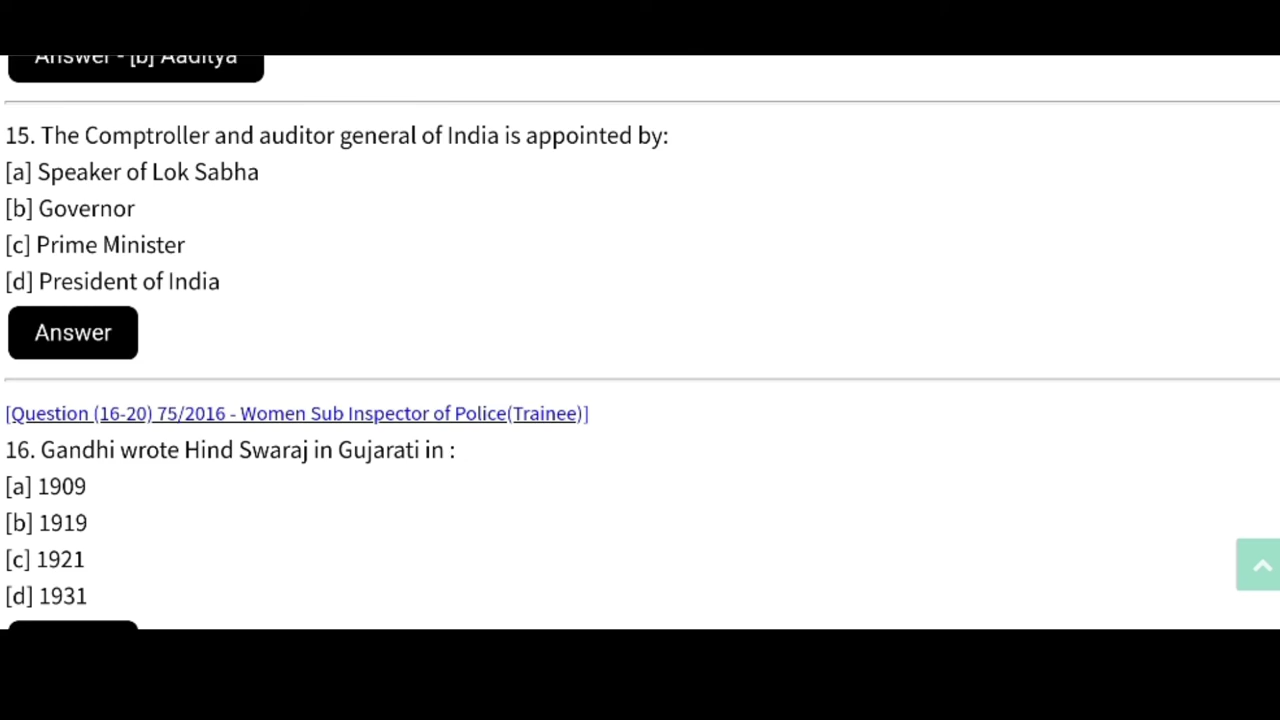 Answer - [b] Aaditya
15. The Comptroller and auditor general of India is appointed by:
[a] Speaker of Lok Sabha
[b] Governor
[c] Prime Minister
[d] President of India
Answer
[Question (16-20) 75/2016 - Women Sub Inspector of Police(Trainee)]
16. Gandhi wrote Hind Swaraj in Gujarati in :
[a] 1909
[b] 1919
[c] 1921
[d] 1931